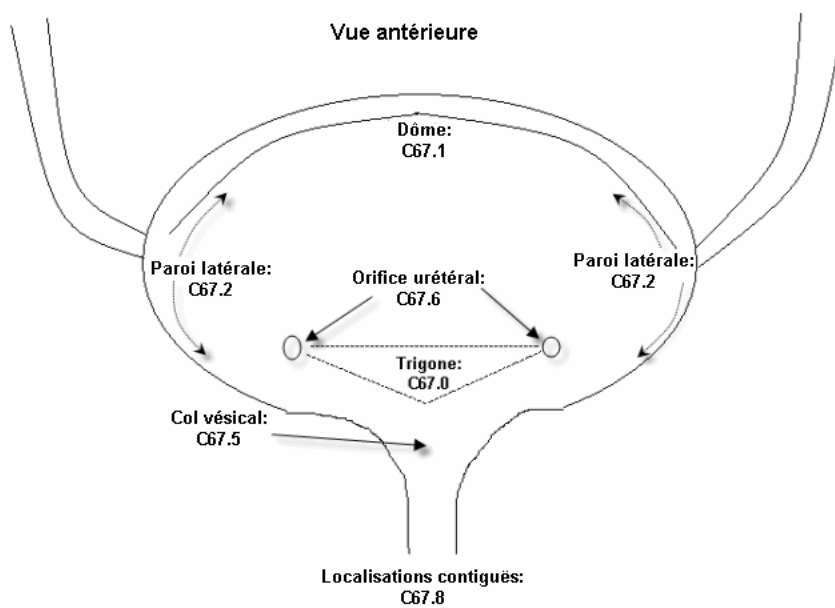 Vue antérieure
Dôme:
C67.1
Paroi latérale:
C67.2
Orifice urétéral:
C67.6
Paroi latérale:
C67.2
Trigone:
C67.0
Col vésical:
C67.5
Localisations contiguës:
C67.8